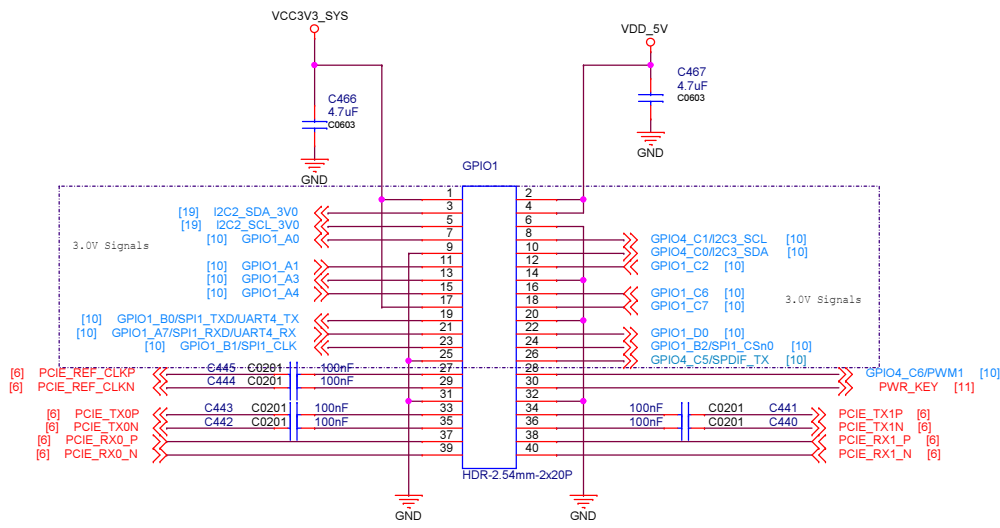 VCC3V3_SYS
VDD_5V
C466
4.7uF
C0603
GND
C467
4.7uF
C0603
GND
GPIO1
3.0V Signals
3.0V Signals
1 2
[19] I2C2_SDA_3V0 3 4
[19] I2C2_SCL_3V0 5 6
[10] GPIO1_A0 7 8 GPIO4_C1/I2C3_SCL [10]
9 10 GPIO4_C0/I2C3_SDA [10]
[10] GPIO1_A1 11 12 GPIO1_C2 [10]
[10] GPIO1_A3 13 14
[10] GPIO1_A4 15 16 GPIO1_C6 [10]
17 18 GPIO1_C7 [10]
[10] GPIO1_B0/SPI1_TXD/UART4_TX 19 20
[10] GPIO1_A7/SPI1_RXD/UART4_RX 21 22 GPIO1_D0 [10]
[10] GPIO1_B1/SPI1_CLK 23 24 GPIO1_B2/SPI1_CSn0 [10]
25 26 GPIO4_C5/SPDIF_TX [10]
[6] PCIE_REF_CLKP C445 C0201 100nF 27 28 GPIO4_C6/PWM1 [10]
[6] PCIE_REF_CLKN C444 C0201 100nF 29 30 PWR_KEY [11]
31 32
[6] PCIE_TX0P C443 C0201 100nF 33 34 100nF C0201 C441 PCIE_TX1P [6]
[6] PCIE_TX0N C442 C0201 100nF 35 36 100nF C0201 C440 PCIE_TX1N [6]
[6] PCIE_RX0_P 37 38 PCIE_RX1_P [6]
[6] PCIE_RX0_N 39 40 PCIE_RX1_N [6]
HDR-2.54mm-2x20P
GND
GND